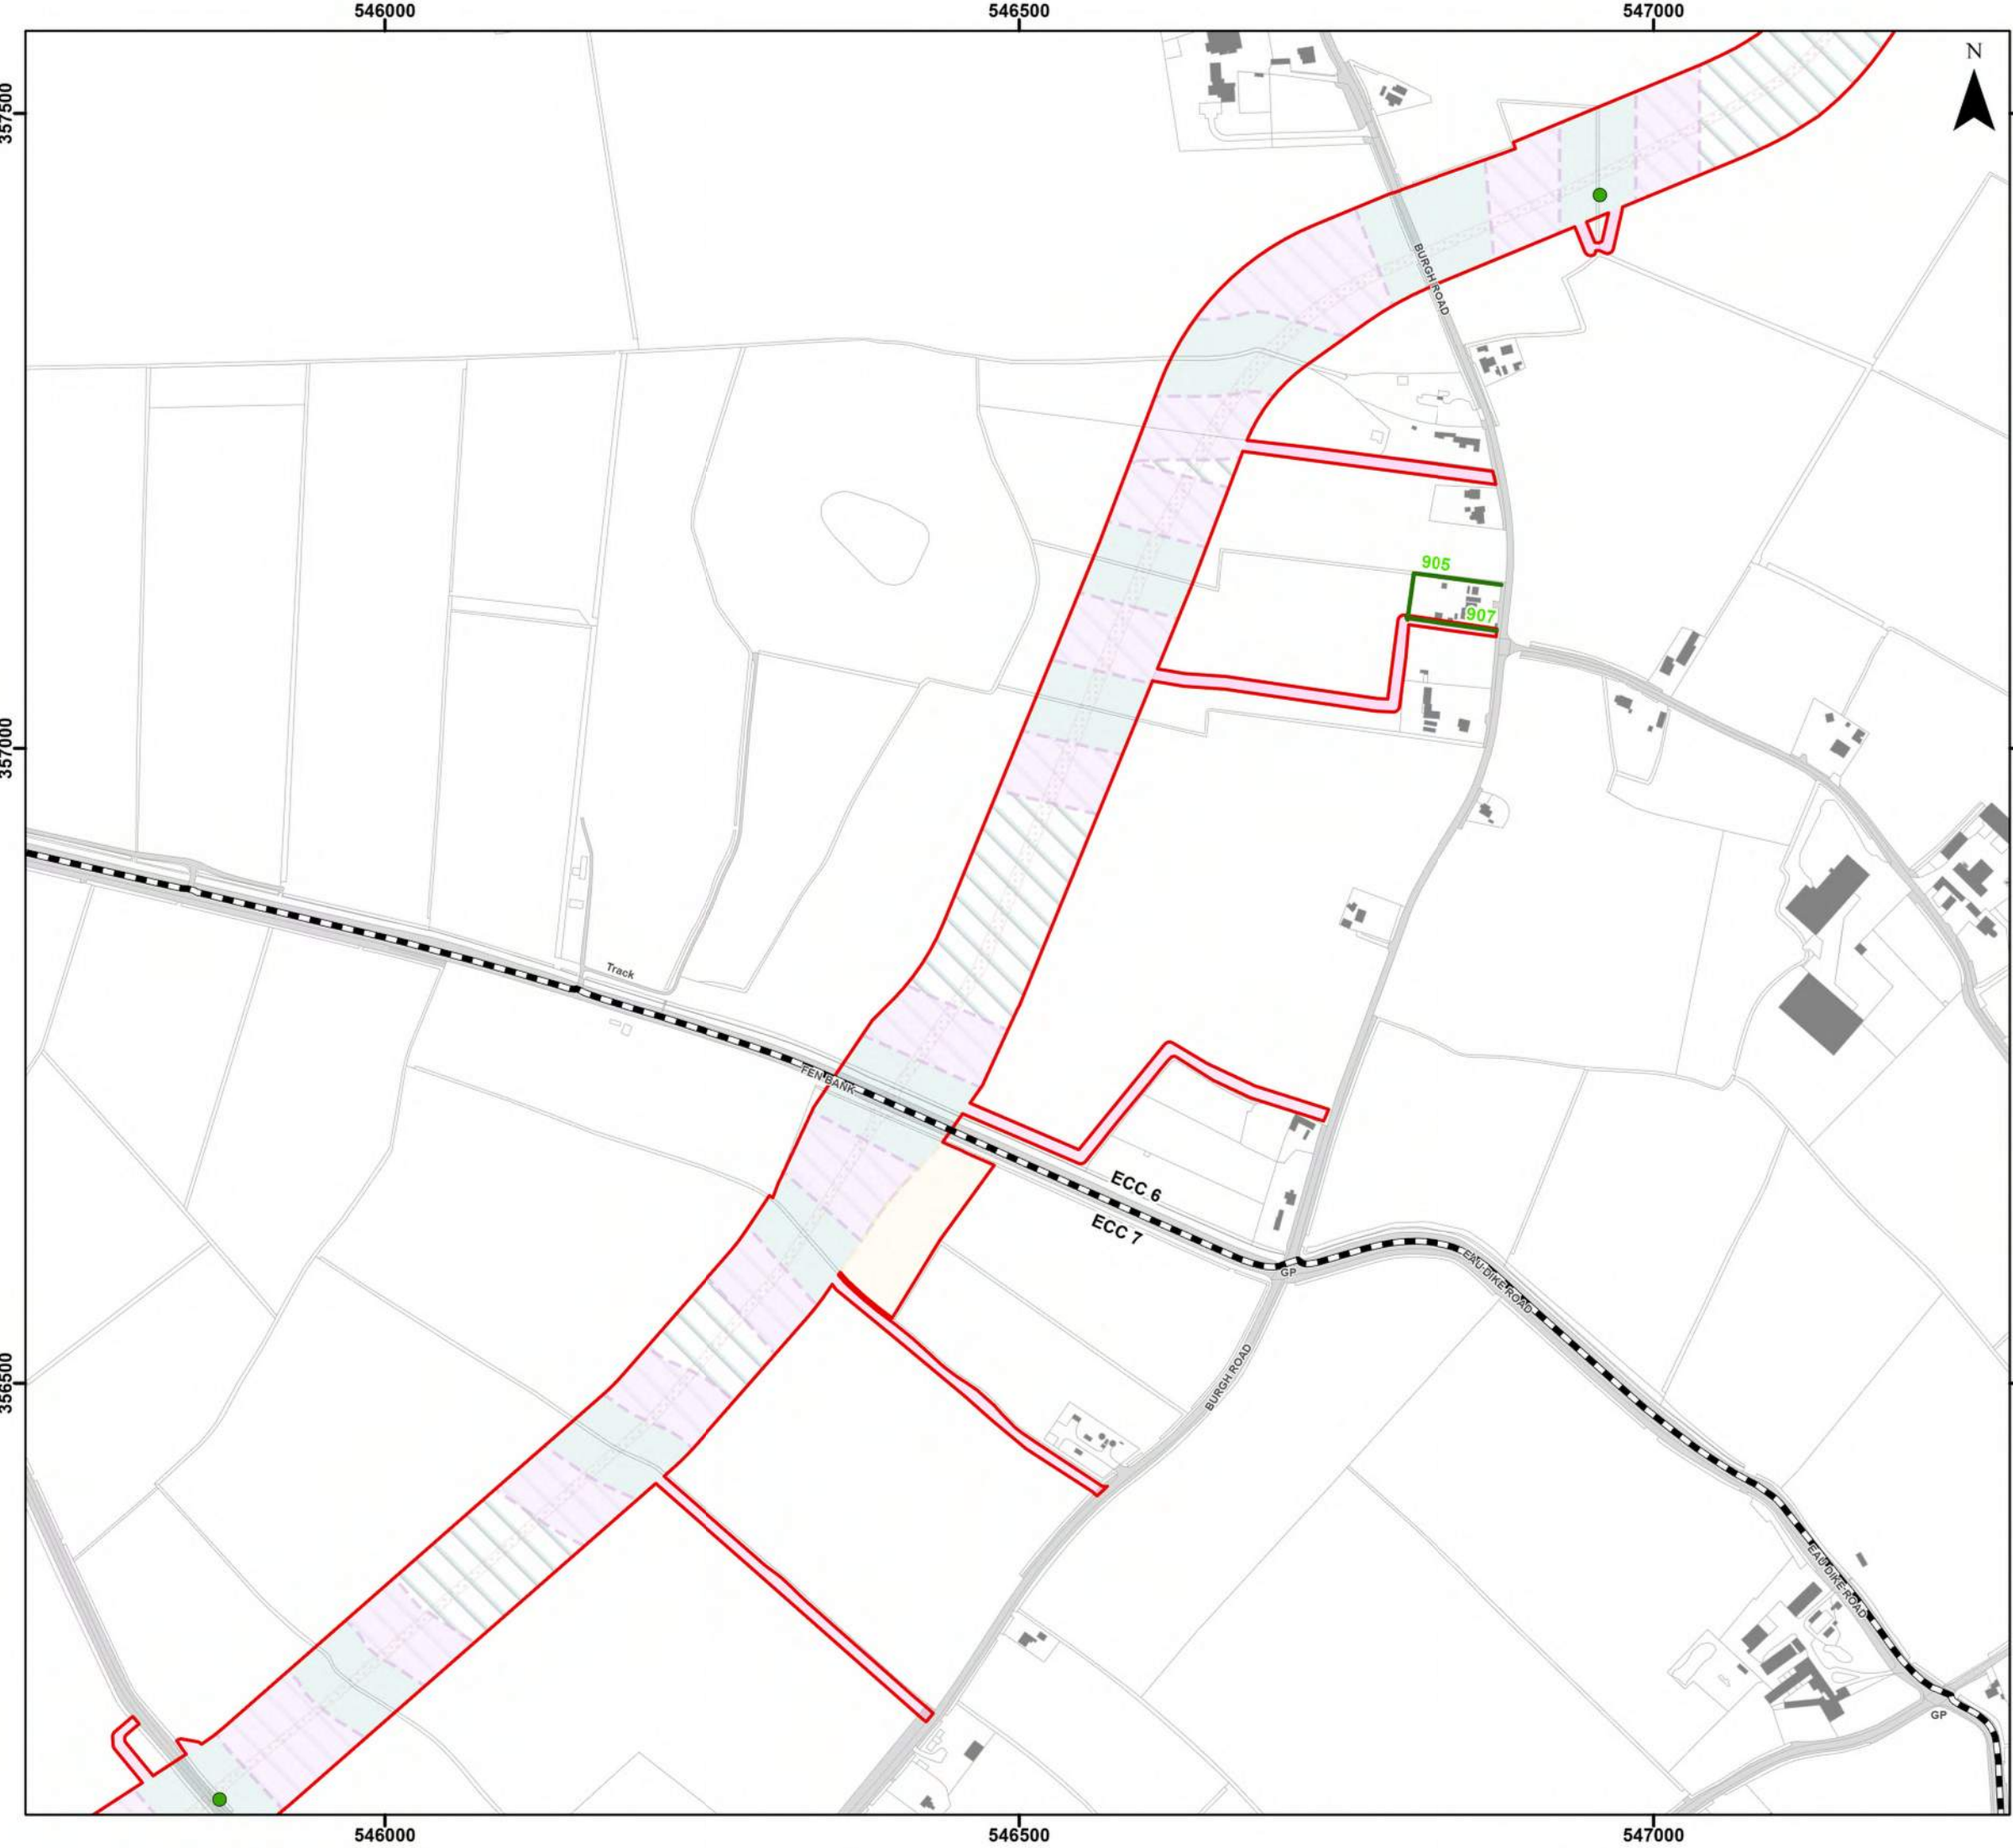 546000
546500
547000
357500
N
BURGH ROAD
905
907
357000
Track
FEN BANK
ECC 6
ECC 7
GP
EAU DIKE ROAD
356500
BURGH ROAD
EAU DIKE ROAD
GP
546000
546500
547000